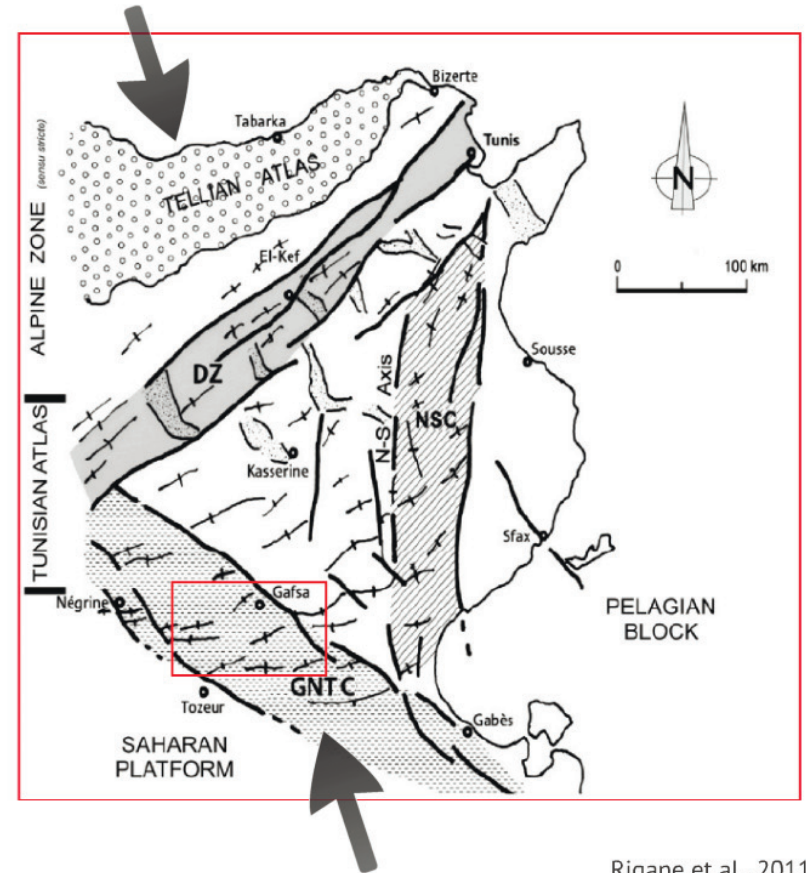 Bizerte
Tabarka
Tunis
N
ALPINE ZONE (sensu stricte)
TELLIAN ATLAS
El-Kef
0 100 km
Sousse
DZ
N-S Axis
NSC
Kasserine
TUNISIAN ATLAS
Sfax
Négrine
Gafsa
PELAGIAN
BLOCK
GNTC
Tozeur
Gabès
SAHARAN
PLATFORM
Rigane et al., 2011